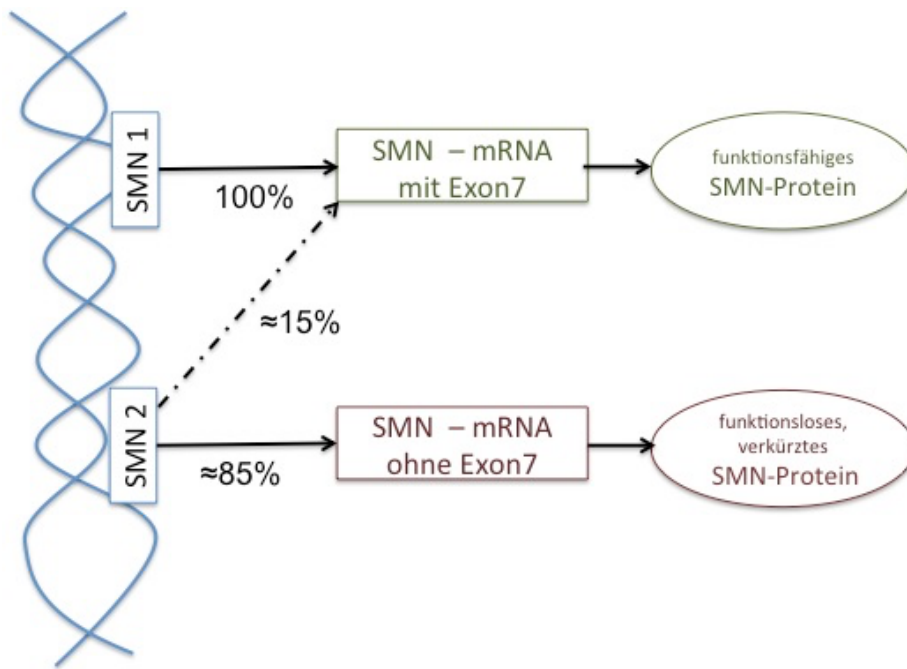 SMN 1
100%
SMN – mRNA
mit Exon7
funktionsfähiges
SMN-Protein
≈15%
SMN 2
≈85%
SMN – mRNA
ohne Exon7
funktionsloses,
verkürztes
SMN-Protein